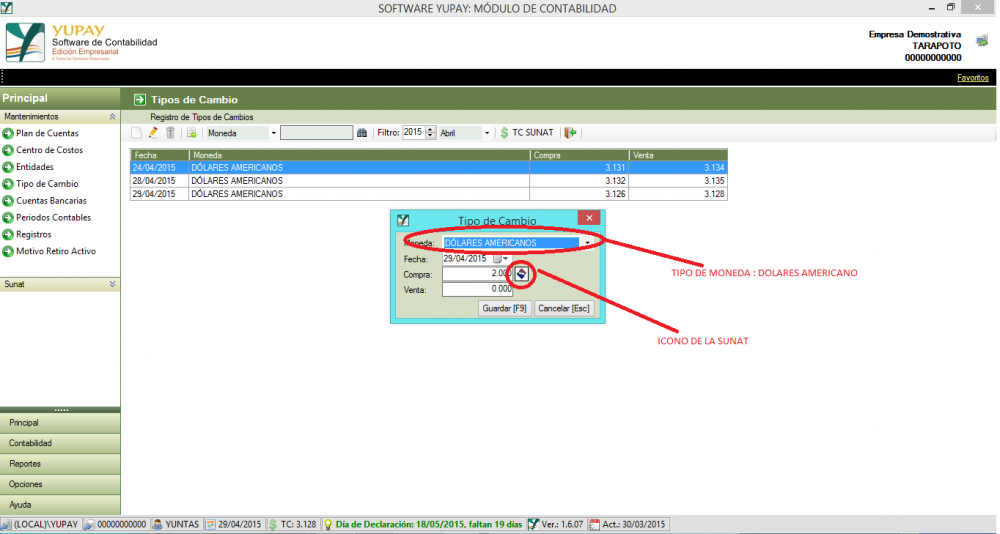 SOFTWARE YUPAY: MÓDULO DE CONTABILIDAD
YUPAY
Software de Contabilidad
Edición Empresarial
© Todos los Derechos Reservados
Empresa Demostrativa
TARAPOTO
00000000000
Favoritos
Principal
Tipos de Cambio
Mantenimientos
Registro de Tipos de Cambios
Plan de Cuentas
Centro de Costos
Entidades
Tipo de Cambio
Cuentas Bancarias
Periodos Contables
Registros
Motivo Retiro Activo
Sunat
Moneda Filtro: 2015 Abril TC SUNAT
Fecha Moneda Compra Venta
24/04/2015 DÓLARES AMERICANOS 3.131 3.134
28/04/2015 DÓLARES AMERICANOS 3.132 3.135
29/04/2015 DÓLARES AMERICANOS 3.126 3.128
Tipo de Cambio
Moneda: DÓLARES AMERICANOS
Fecha: 29/04/2015
Compra: 2.000
Venta: 0.000
Guardar [F9] Cancelar [Esc]
TIPO DE MONEDA : DOLARES AMERICANO
ICONO DE LA SUNAT
Principal
Contabilidad
Reportes
Opciones
Ayuda
(LOCAL)\YUPAY 00000000000 YUNTAS 29/04/2015 TC: 3.128 Día de Declaración: 18/05/2015, faltan 19 días Ver.: 1.6.07 Act.: 30/03/2015